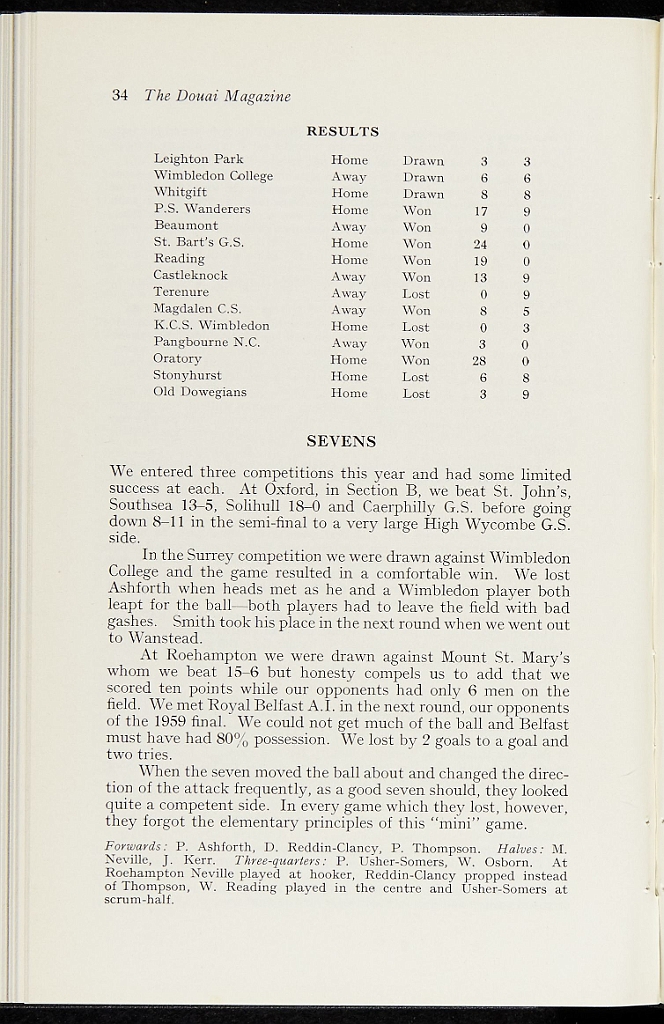 34 The Douai Magazine
RESULTS
Leighton Park Home Drawn 3 3
Wimbledon College Away Drawn 6 6
Whitgift Home Drawn 8 8
P.S. Wanderers Home Won 17 9
Beaumont Away Won 9 0
St. Bart's G.S. Home Won 24 0
Reading Home Won 19 0
Castleknock Away Won 13 9
Terenure Away Lost 0 9
Magdalen C.S. Away Won 8 5
K.C.S. Wimbledon Home Lost 0 3
Pangbourne N.C. Away Won 3 0
Oratory Home Won 28 0
Stonyhurst Home Lost 6 8
Old Dowegians Home Lost 3 9
SEVENS
We entered three competitions this year and had some limited
success at each. At Oxford, in Section B, we beat St. John's,
Southsea 13–5, Solihull 18–0 and Caerphilly G.S. before going
down 8–11 in the semi-final to a very large High Wycombe G.S.
side.
In the Surrey competition we were drawn against Wimbledon
College and the game resulted in a comfortable win. We lost
Ashforth when heads met as he and a Wimbledon player both
leapt for the ball—both players had to leave the field with bad
gashes. Smith took his place in the next round when we went out
to Wanstead.
At Roehampton we were drawn against Mount St. Mary's
whom we beat 15–6 but honesty compels us to add that we
scored ten points while our opponents had only 6 men on the
field. We met Royal Belfast A.I. in the next round, our opponents
of the 1959 final. We could not get much of the ball and Belfast
must have had 80% possession. We lost by 2 goals to a goal and
two tries.
When the seven moved the ball about and changed the direc-
tion of the attack frequently, as a good seven should, they looked
quite a competent side. In every game which they lost, however,
they forgot the elementary principles of this "mini" game.
Forwards: P. Ashforth, D. Reddin-Clancy, P. Thompson. Halves: M.
Neville, J. Kerr. Three-quarters: P. Usher-Somers, W. Osborn. At
Roehampton Neville played at hooker, Reddin-Clancy propped instead
of Thompson, W. Reading played in the centre and Usher-Somers at
scrum-half.